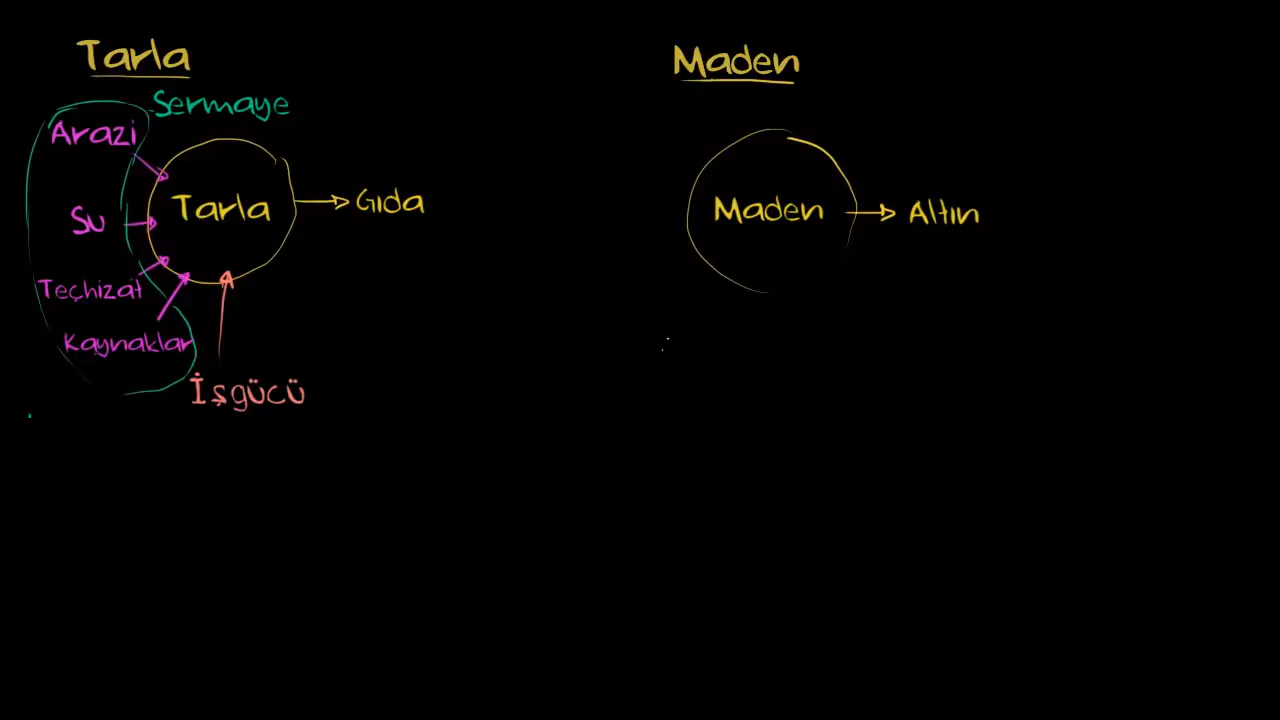 Tarla
Sermaye
Arazi
Su
Teçhizat
Kaynaklar
İşgücü
Tarla
Gıda
Maden
Maden
Altın